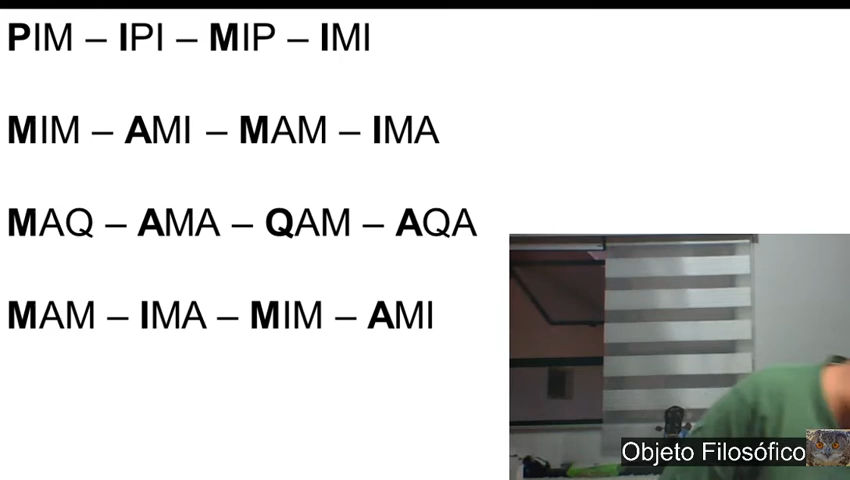 PIM – IPI – MIP – IMI
MIM – AMI – MAM – IMA
MAQ – AMA – QAM – AQA
MAM – IMA – MIM – AMI
Objeto Filosófico